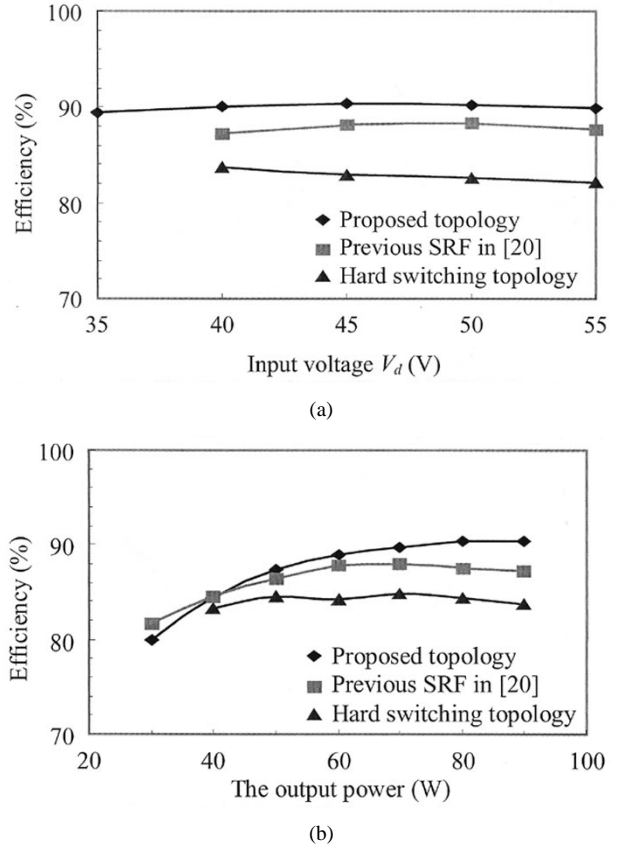 100
90
80
70
Efficiency (%)
Proposed topology
Previous SRF in [20]
Hard switching topology
35 40 45 50 55
Input voltage Vd (V)
(a)
100
90
80
70
Efficiency (%)
Proposed topology
Previous SRF in [20]
Hard switching topology
20 40 60 80 100
The output power (W)
(b)